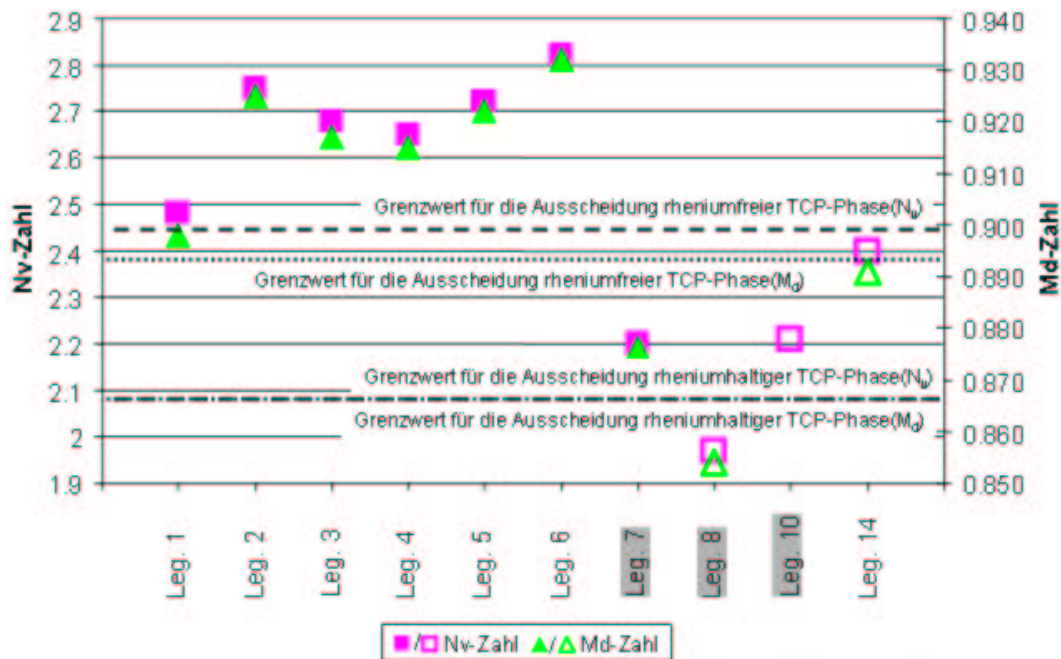 2.9
2.8
2.7
2.6
2.5
2.4
2.3
2.2
2.1
2
1.9
Nv-Zahl
0.940
0.930
0.920
0.910
0.900
0.890
0.880
0.870
0.860
0.850
Md-Zahl
Grenzwert für die Ausscheidung rheniumfreier TCP-Phase(Nᵥ)
Grenzwert für die Ausscheidung rheniumfreier TCP-Phase(M_d)
Grenzwert für die Ausscheidung rheniumhaltiger TCP-Phase(Nᵥ)
Grenzwert für die Ausscheidung rheniumhaltiger TCP-Phase(M_d)
Leg. 1
Leg. 2
Leg. 3
Leg. 4
Leg. 5
Leg. 6
Leg. 7
Leg. 8
Leg. 10
Leg. 14
/ Nv-Zahl / Md-Zahl